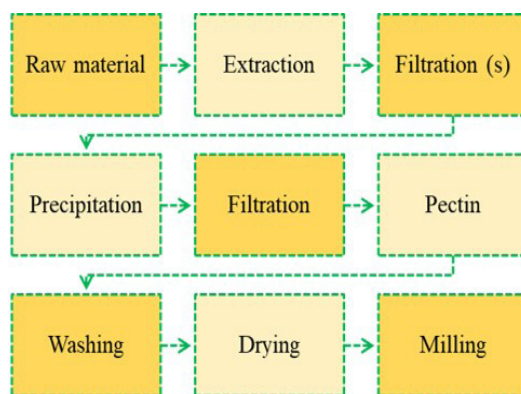 Raw material
Extraction
Filtration (s)
Precipitation
Filtration
Pectin
Washing
Drying
Milling